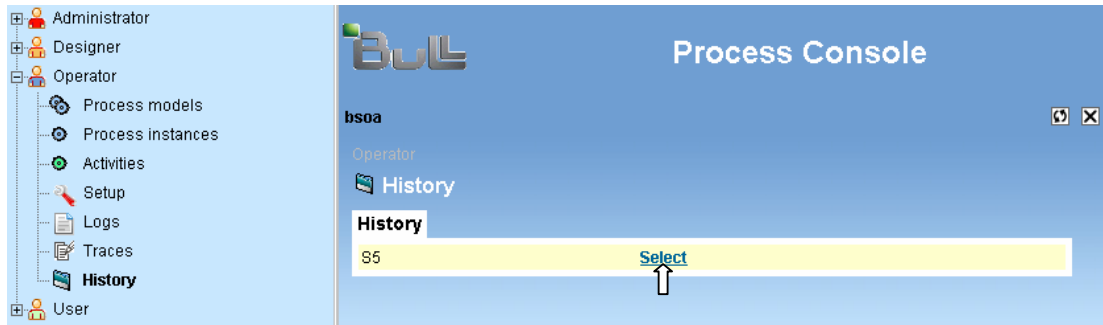 Administrator
Designer
Operator
Process models
Process instances
Activities
Setup
Logs
Traces
History
User
Bull
Process Console
bsoa
Operator
History
History
S5 Select